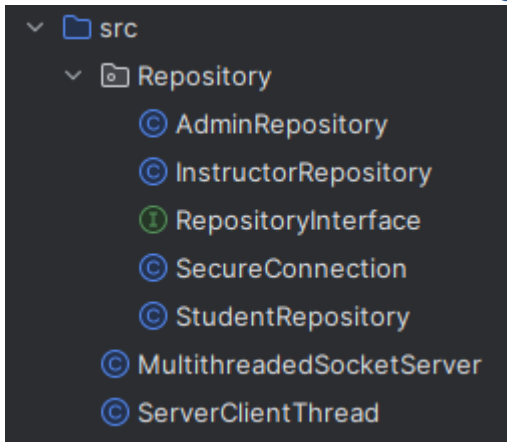 src
Repository
AdminRepository
InstructorRepository
RepositoryInterface
SecureConnection
StudentRepository
MultithreadedSocketServer
ServerClientThread